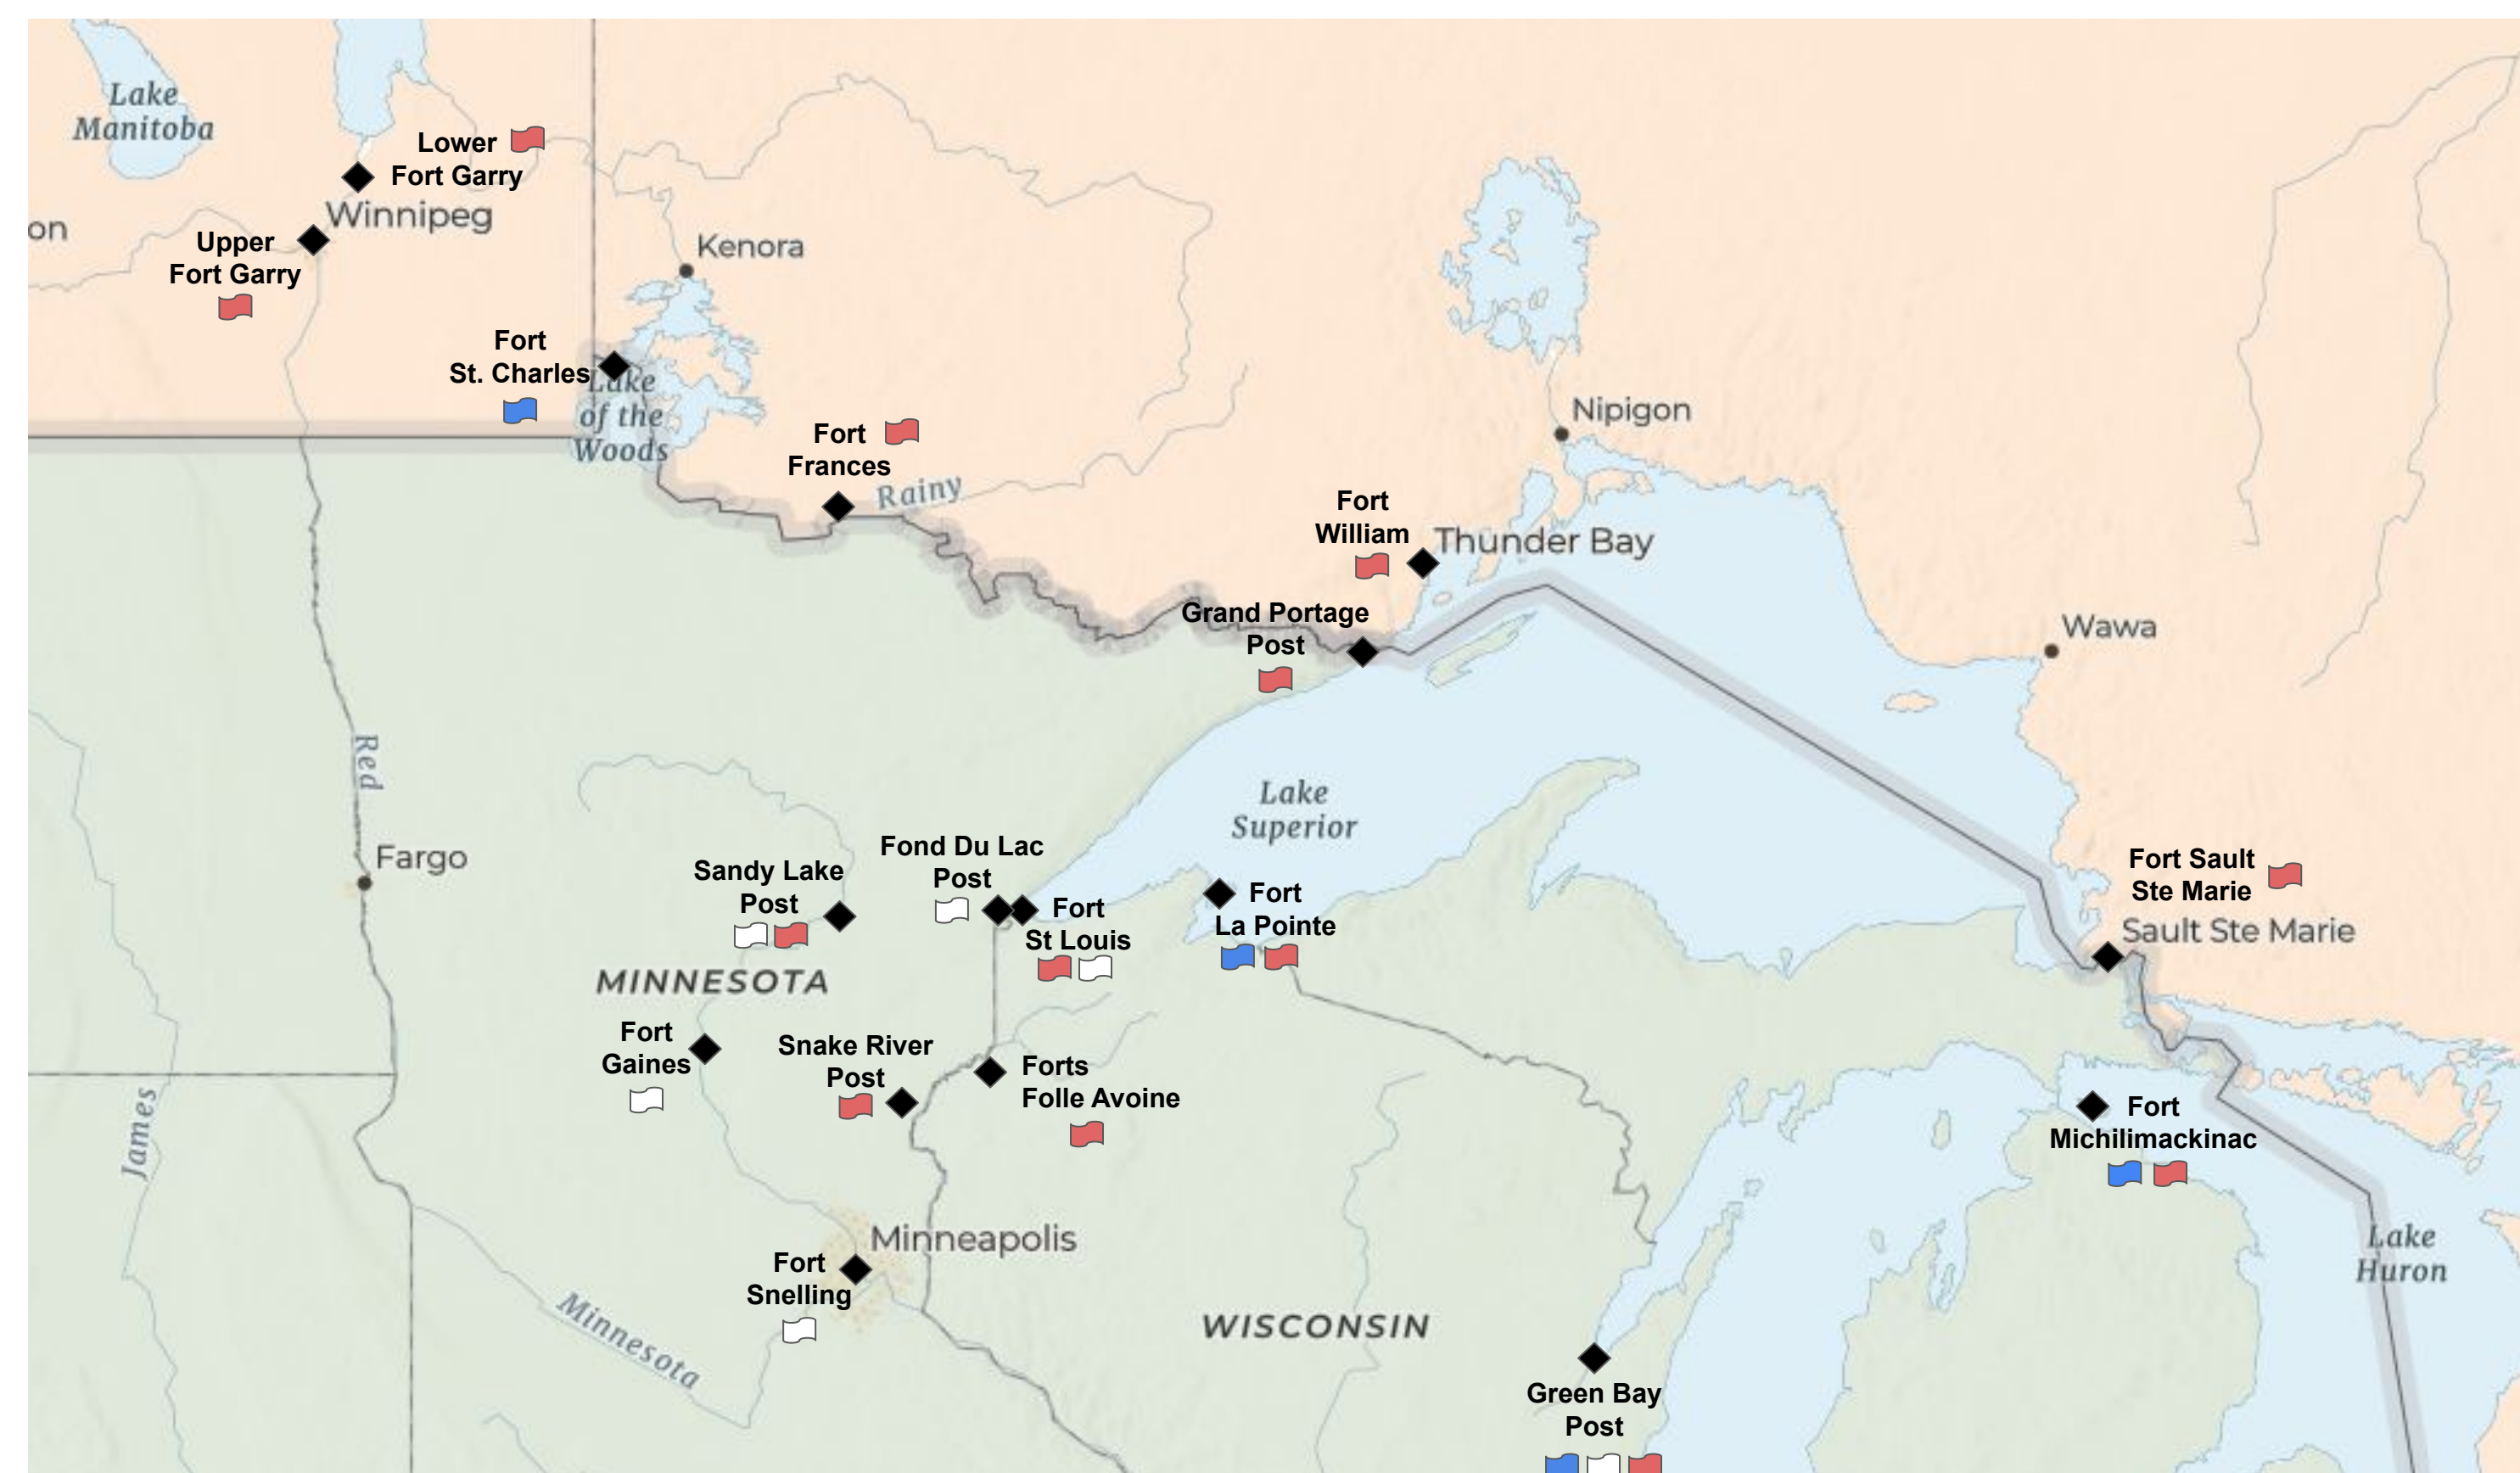 Lake
Manitoba
Lower
Fort Garry
Winnipeg
on
Upper
Fort Garry
Kenora
Fort
St. Charles
Lake
of the
Woods
Fort
Frances
Rainy
Nipigon
Fort
William
Thunder Bay
Grand Portage
Post
Wawa
Red
Lake
Superior
Fargo
Sandy Lake
Post
Fond Du Lac
Post
Fort
St Louis
Fort
La Pointe
Fort Sault
Ste Marie
Sault Ste Marie
MINNESOTA
Fort
Gaines
Snake River
Post
Forts
Folle Avoine
James
Fort
Michilimackinac
Minneapolis
Fort
Snelling
Lake
Huron
Minnesota
WISCONSIN
Green Bay
Post